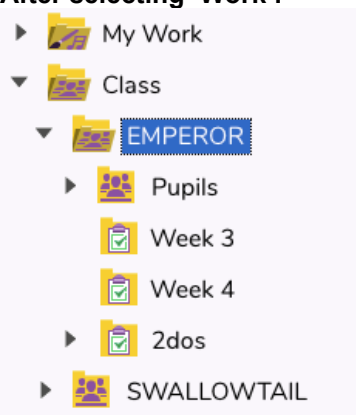 After selecting 'Work'.
My Work
Class
EMPEROR
Pupils
Week 3
Week 4
2dos
SWALLOWTAIL